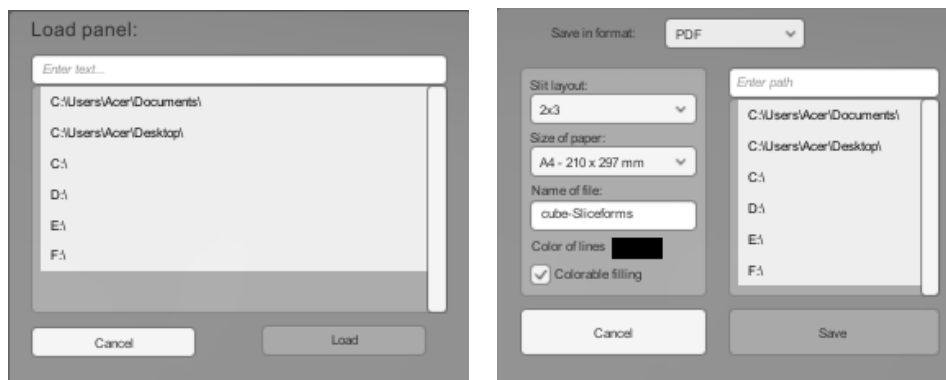 Load panel:
Enter text...
C:\Users\Acer\Documents\
C:\Users\Acer\Desktop\
C:\
D:\
E:\
F:\
Cancel
Load
Save in format:
PDF
Slit layout:
2x3
Size of paper:
A4 - 210 x 297 mm
Name of file:
cube-Sliceforms
Color of lines
Colorable filling
Enter path
C:\Users\Acer\Documents\
C:\Users\Acer\Desktop\
C:\
D:\
E:\
F:\
Cancel
Save